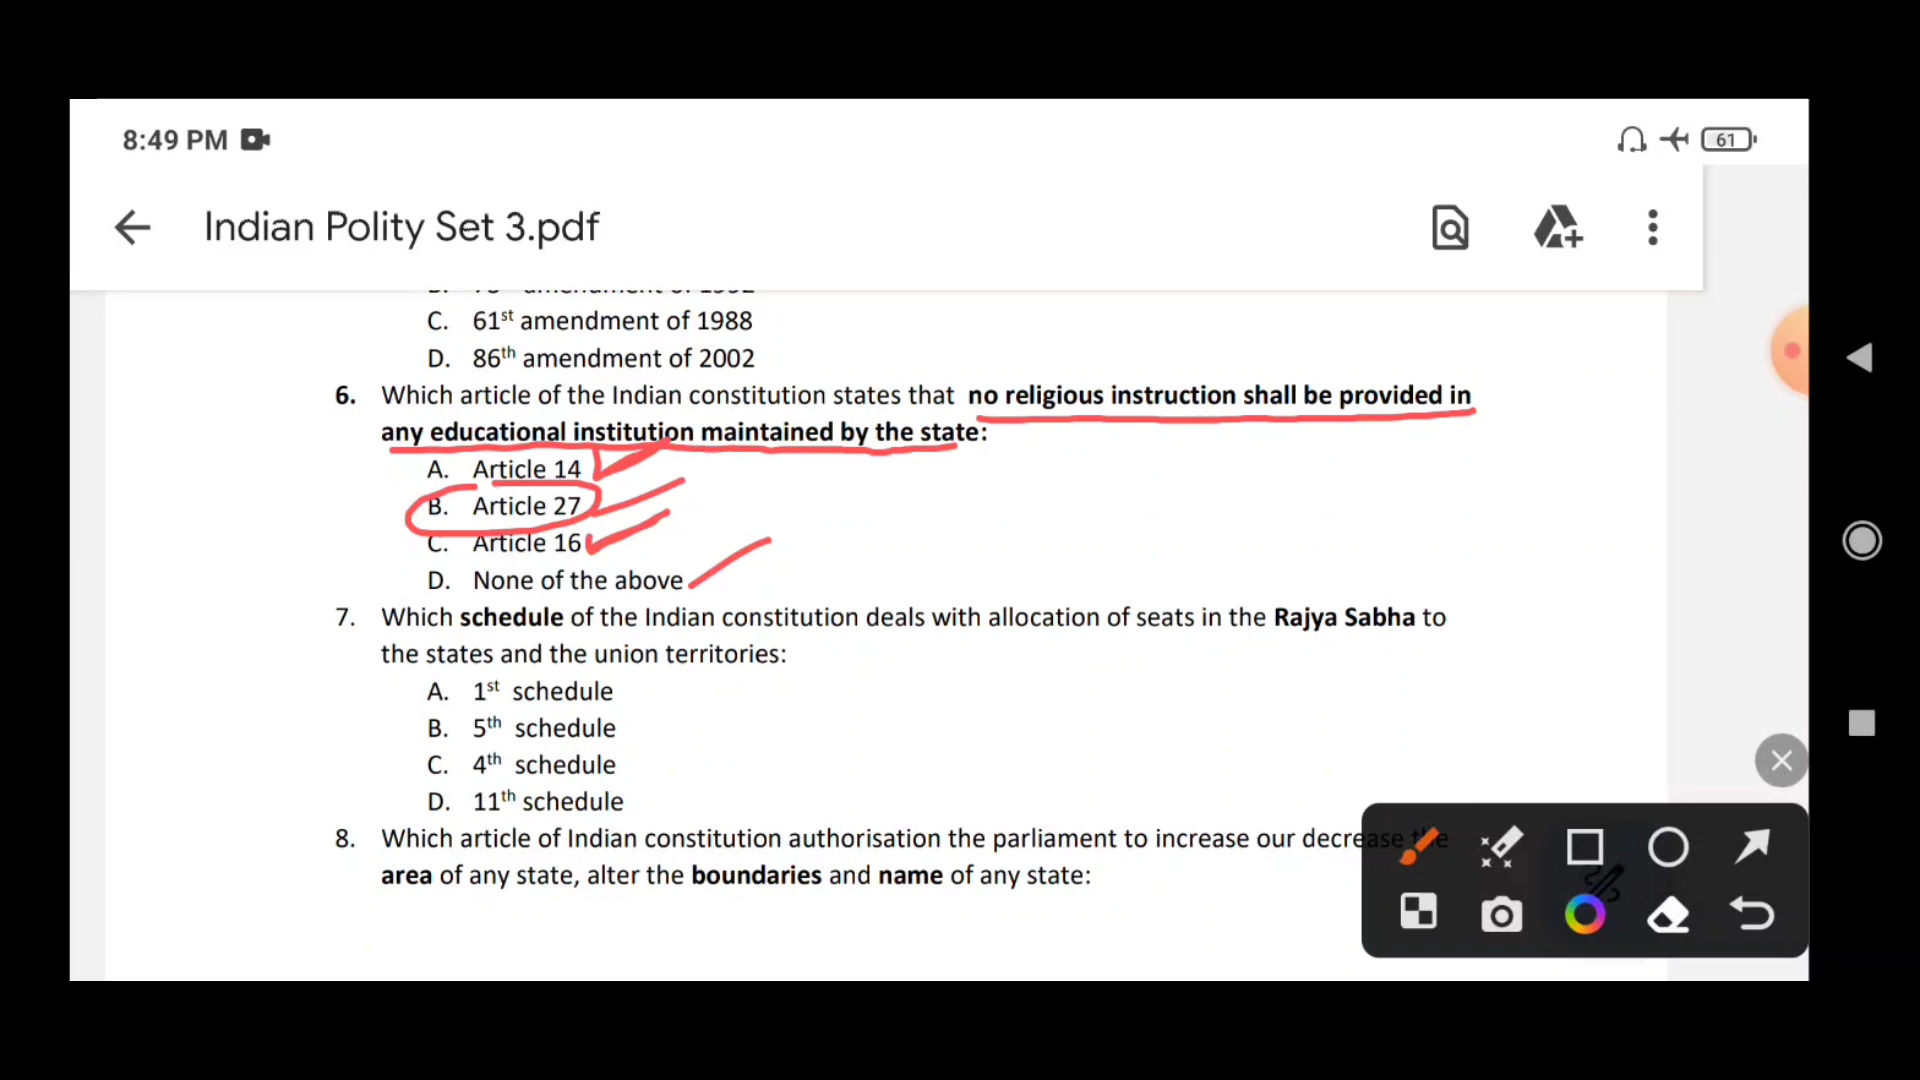 8:49 PM
61
Indian Polity Set 3.pdf
C. 61st amendment of 1988
D. 86th amendment of 2002
6. Which article of the Indian constitution states that no religious instruction shall be provided in
any educational institution maintained by the state:
A. Article 14
B. Article 27
C. Article 16
D. None of the above
7. Which schedule of the Indian constitution deals with allocation of seats in the Rajya Sabha to
the states and the union territories:
A. 1st schedule
B. 5th schedule
C. 4th schedule
D. 11th schedule
8. Which article of Indian constitution authorisation the parliament to increase our decrease the
area of any state, alter the boundaries and name of any state: